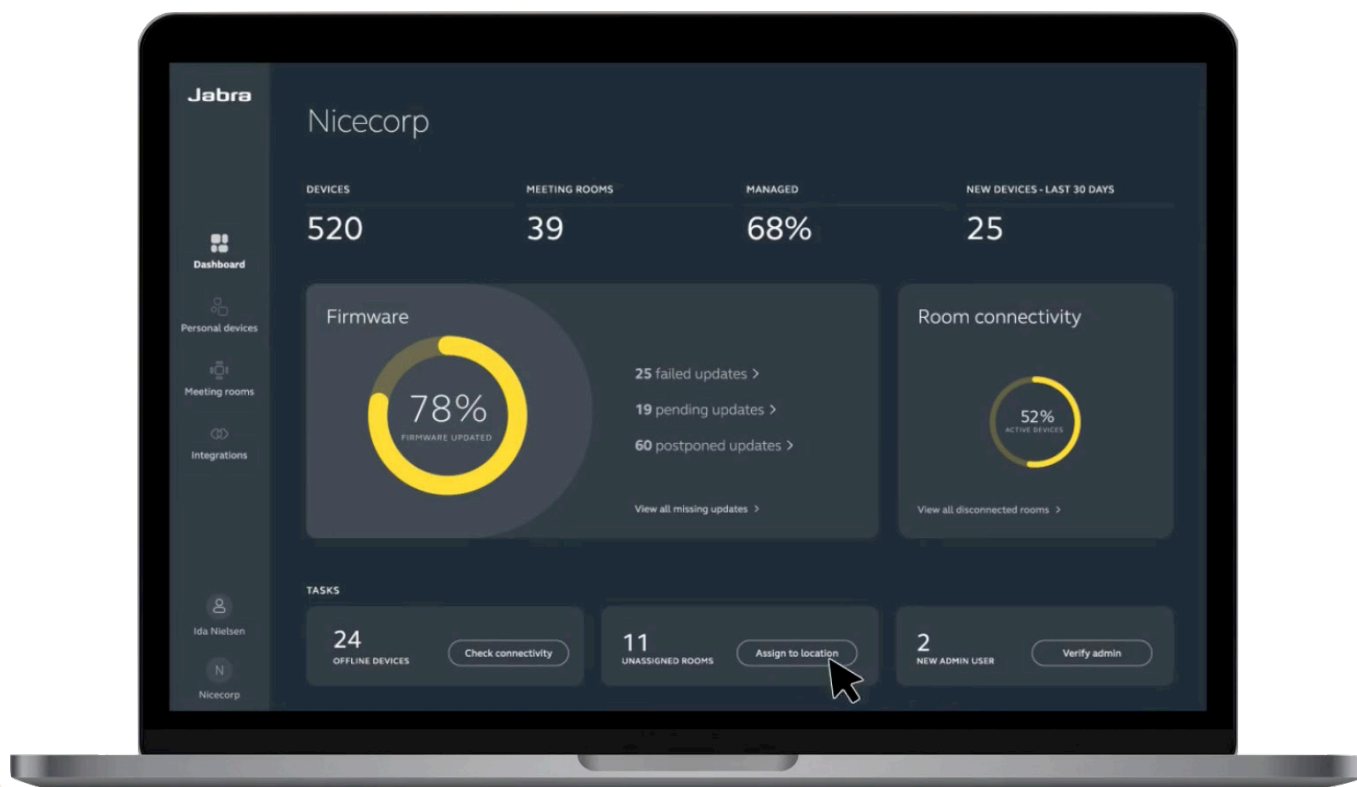 Jabra
Dashboard
Personal devices
Meeting rooms
Integrations
Ida Nielsen
N
Nicecorp
Nicecorp
DEVICES
520
MEETING ROOMS
39
MANAGED
68%
NEW DEVICES - LAST 30 DAYS
25
Firmware
78%
FIRMWARE UPDATED
25 failed updates >
19 pending updates >
60 postponed updates >
View all missing updates >
Room connectivity
52%
ACTIVE DEVICES
View all disconnected rooms >
TASKS
24
OFFLINE DEVICES
Check connectivity
11
UNASSIGNED ROOMS
Assign to location
2
NEW ADMIN USER
Verify admin